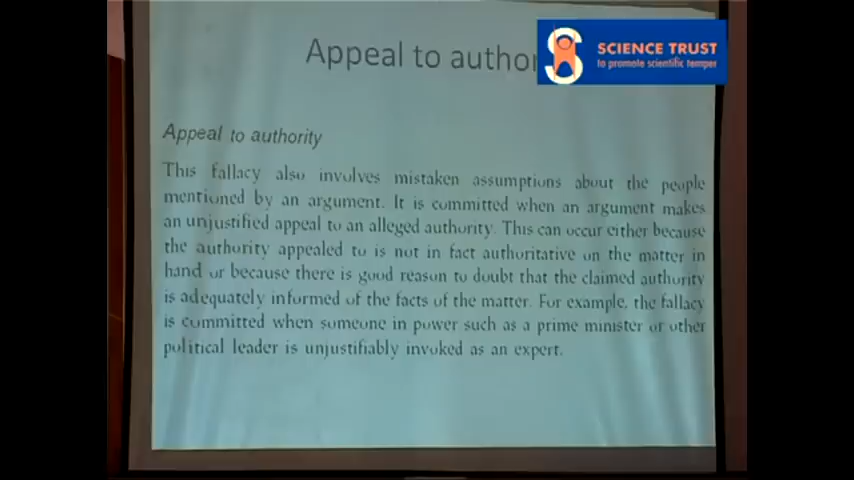 Appeal to author
SCIENCE TRUST
to promote scientific temper
Appeal to authority
This fallacy also involves mistaken assumptions about the people
mentioned by an argument. It is committed when an argument makes
an unjustified appeal to an alleged authority. This can occur either because
the authority appealed to is not in fact authoritative on the matter in
hand or because there is good reason to doubt that the claimed authority
is adequately informed of the facts of the matter. For example, the fallacy
is committed when someone in power such as a prime minister or other
political leader is unjustifiably invoked as an expert.